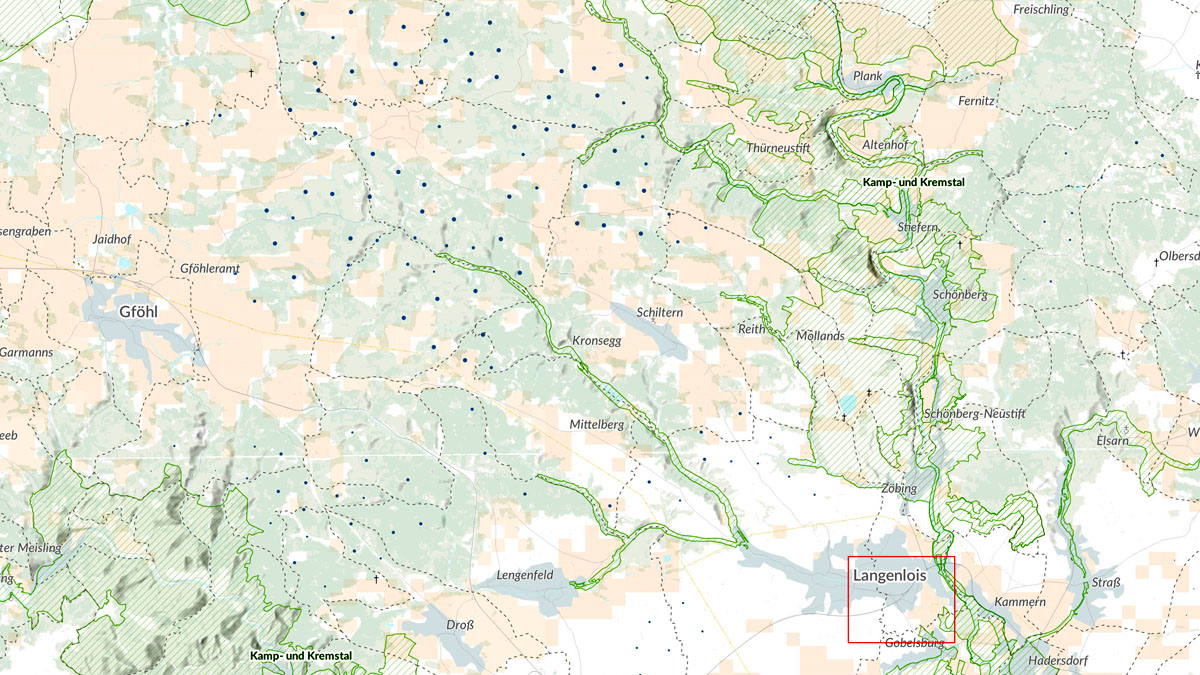 Freischling
Plank
Fernitz
Thürneustift
Altenhof
Kamp- und Kremstal
Stiefern
Jaidhof
Gföhleramt
Schönberg
Gföhl
Schiltern
Reith
Mollands
Kronsegg
Garmanns
Schönberg-Neustift
Mittelberg
Elsarn
Zöbing
Meisling
Lengenfeld
Langenlois
Straß
Kammern
Droß
Gobelsburg
Kamp- und Kremstal
Hadersdorf